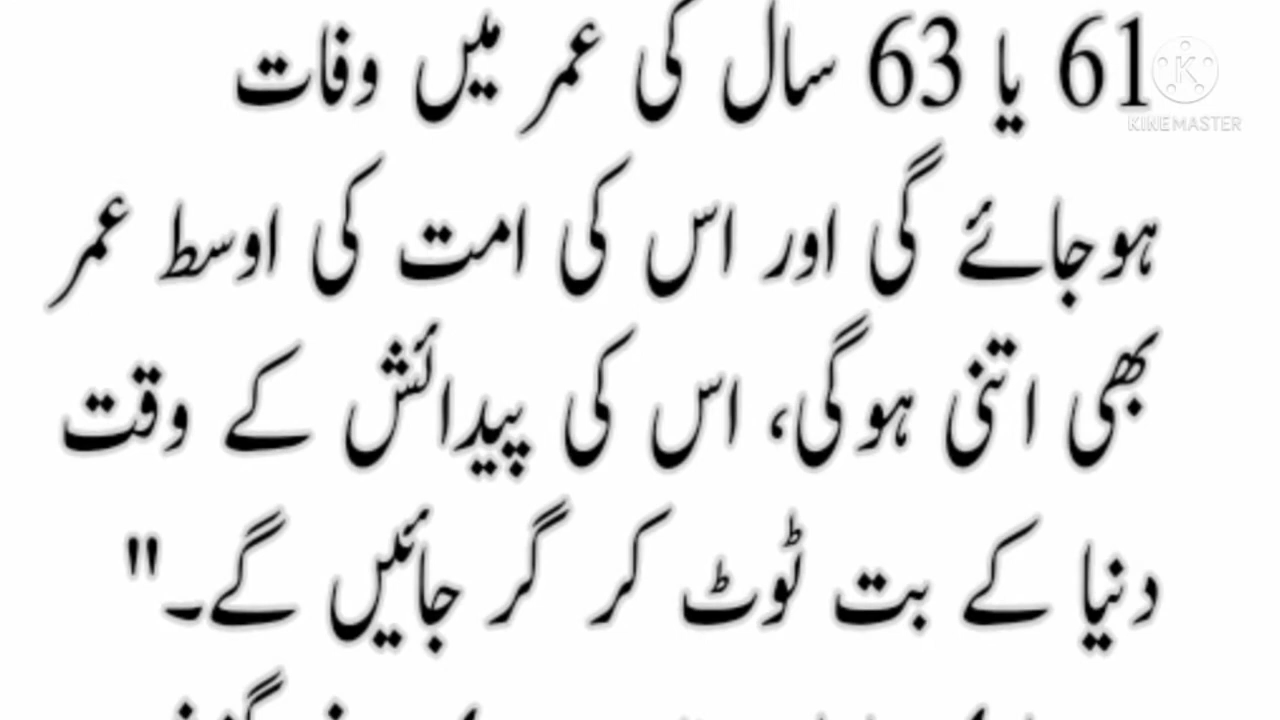 61 یا 63 سال کی عمر میں وفات
KINEMASTER
ہوجائے گی اور اس کی امت کی اوسط عمر
بھی اتنی ہوگی، اس کی پیدائش کے وقت
دنیا کے بت ٹوٹ کر گر جائیں گے۔"